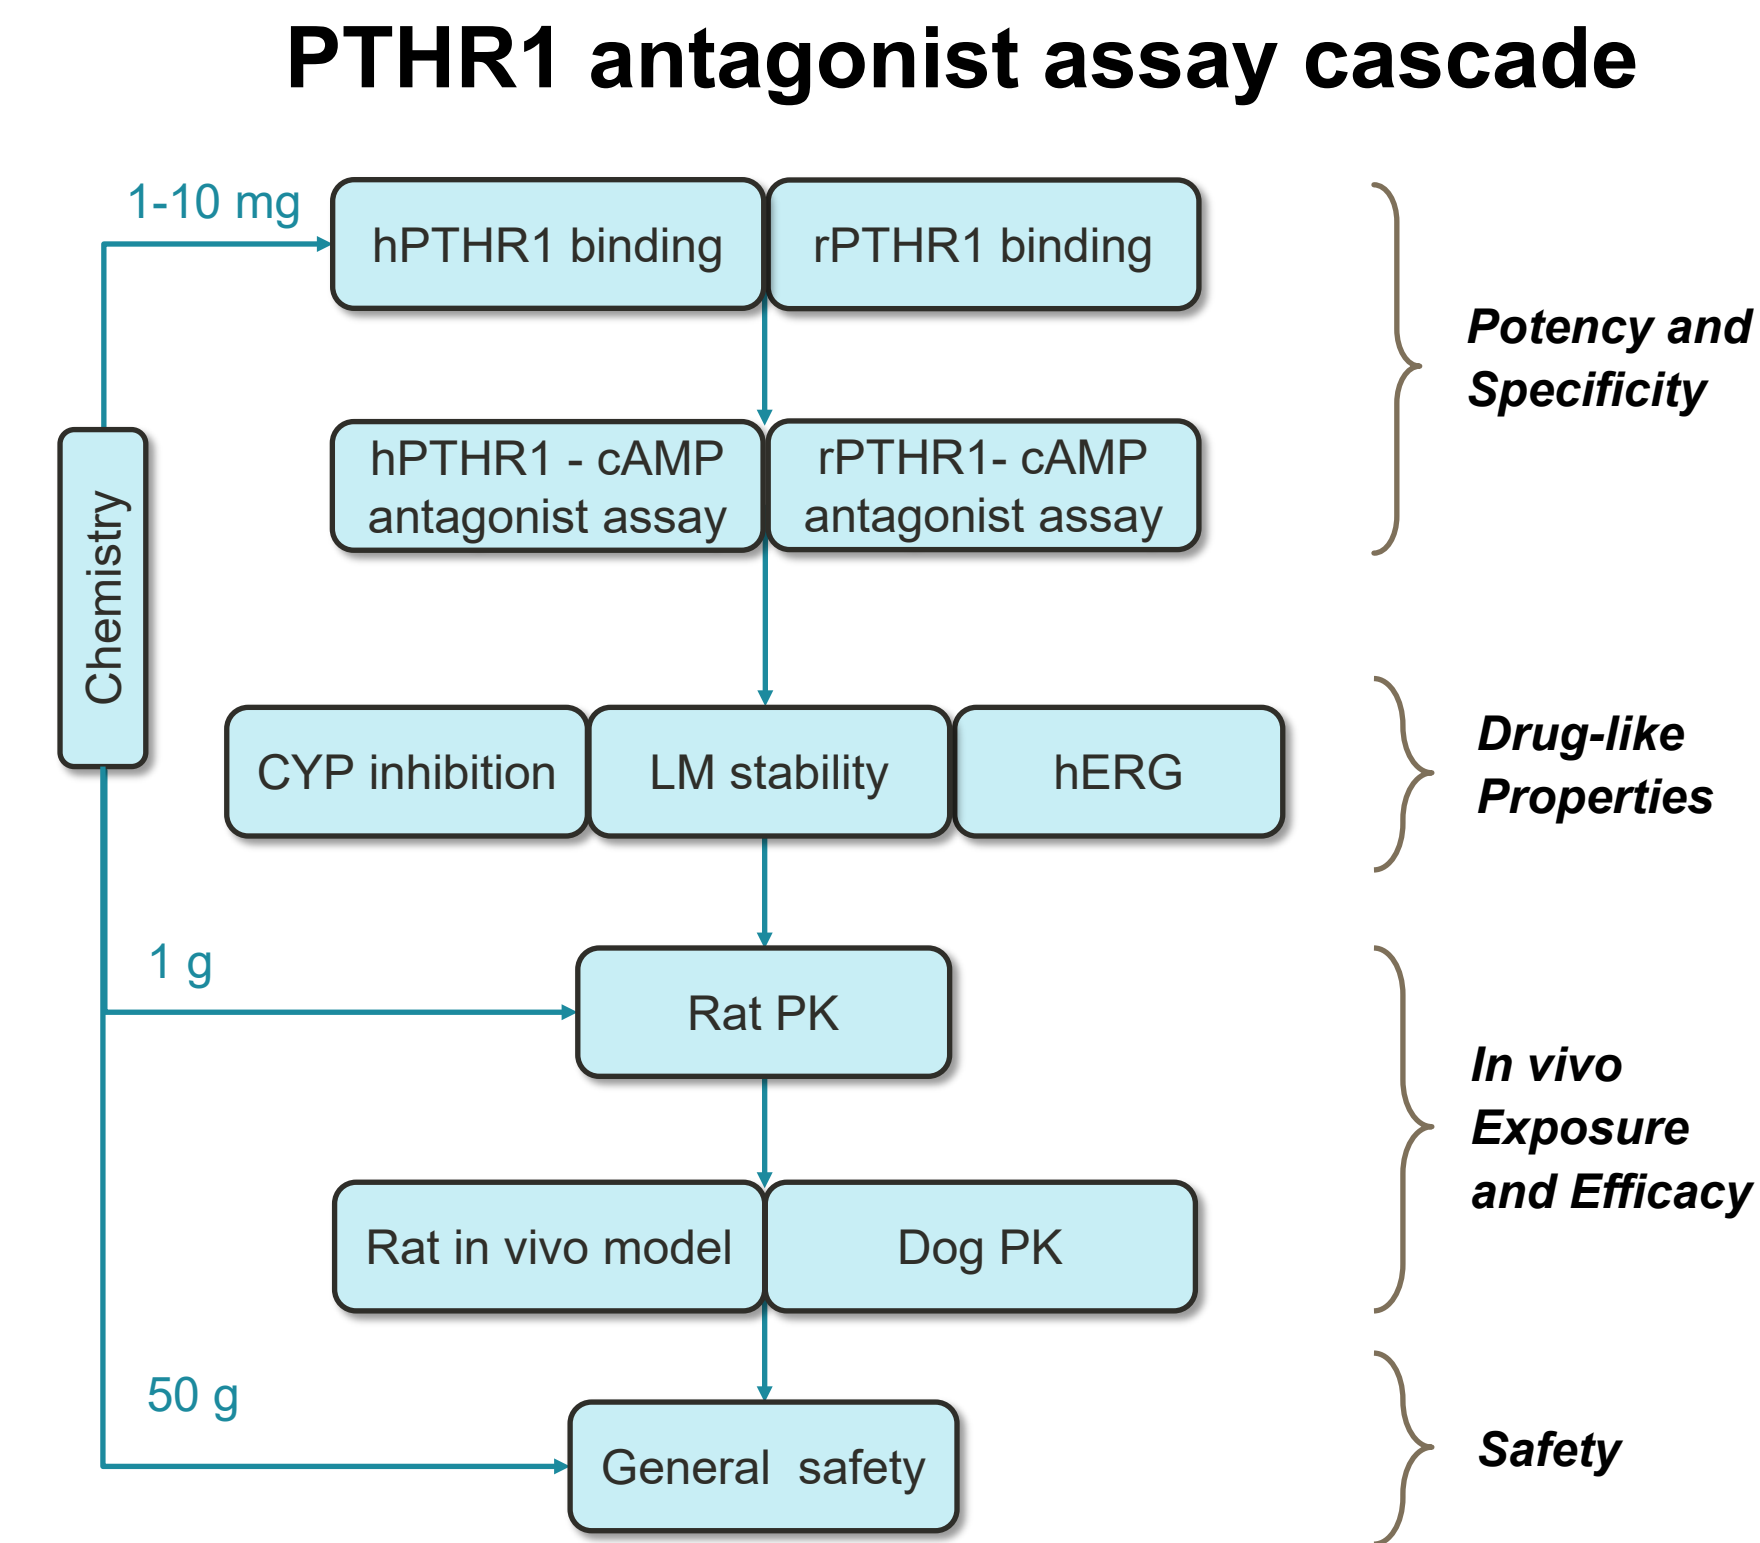 PTHR1 antagonist assay cascade
1-10 mg
hPTHR1 binding
rPTHR1 binding
Potency and
Specificity
hPTHR1 - cAMP
antagonist assay
rPTHR1- cAMP
antagonist assay
Chemistry
CYP inhibition
LM stability
hERG
Drug-like
Properties
1 g
Rat PK
In vivo
Exposure
and Efficacy
Rat in vivo model
Dog PK
50 g
General  safety
Safety